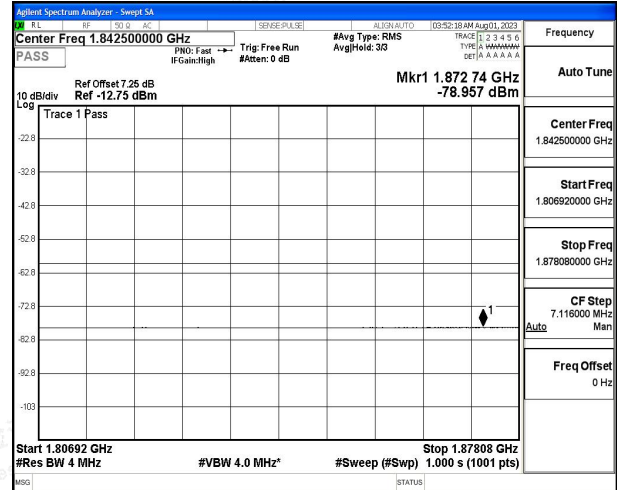 Agilent Spectrum Analyzer - Swept SA
RL RF 50 Ω AC SENSE:PULSE ALIGN AUTO 03:52:18 AM Aug 01, 2023
Center Freq 1.842500000 GHz
PASS
PNO: Fast
IFGain:High
Trig: Free Run
#Atten: 0 dB
#Avg Type: RMS
Avg|Hold: 3/3
TRACE 1 2 3 4 5 6
TYPE A WWWWW
DET A A A A A A
Ref Offset 7.25 dB
10 dB/div Ref -12.75 dBm
Log
Mkr1 1.872 74 GHz
-78.957 dBm
Trace 1 Pass
-22.8
-32.8
-42.8
-52.8
-62.8
-72.8
-82.8
-92.8
-103
1
Start 1.80692 GHz
Stop 1.87808 GHz
#Res BW 4 MHz
#VBW 4.0 MHz*
#Sweep (#Swp) 1.000 s (1001 pts)
MSG
STATUS
Frequency
Auto Tune
Center Freq
1.842500000 GHz
Start Freq
1.806920000 GHz
Stop Freq
1.878080000 GHz
CF Step
7.116000 MHz
Auto Man
Freq Offset
0 Hz